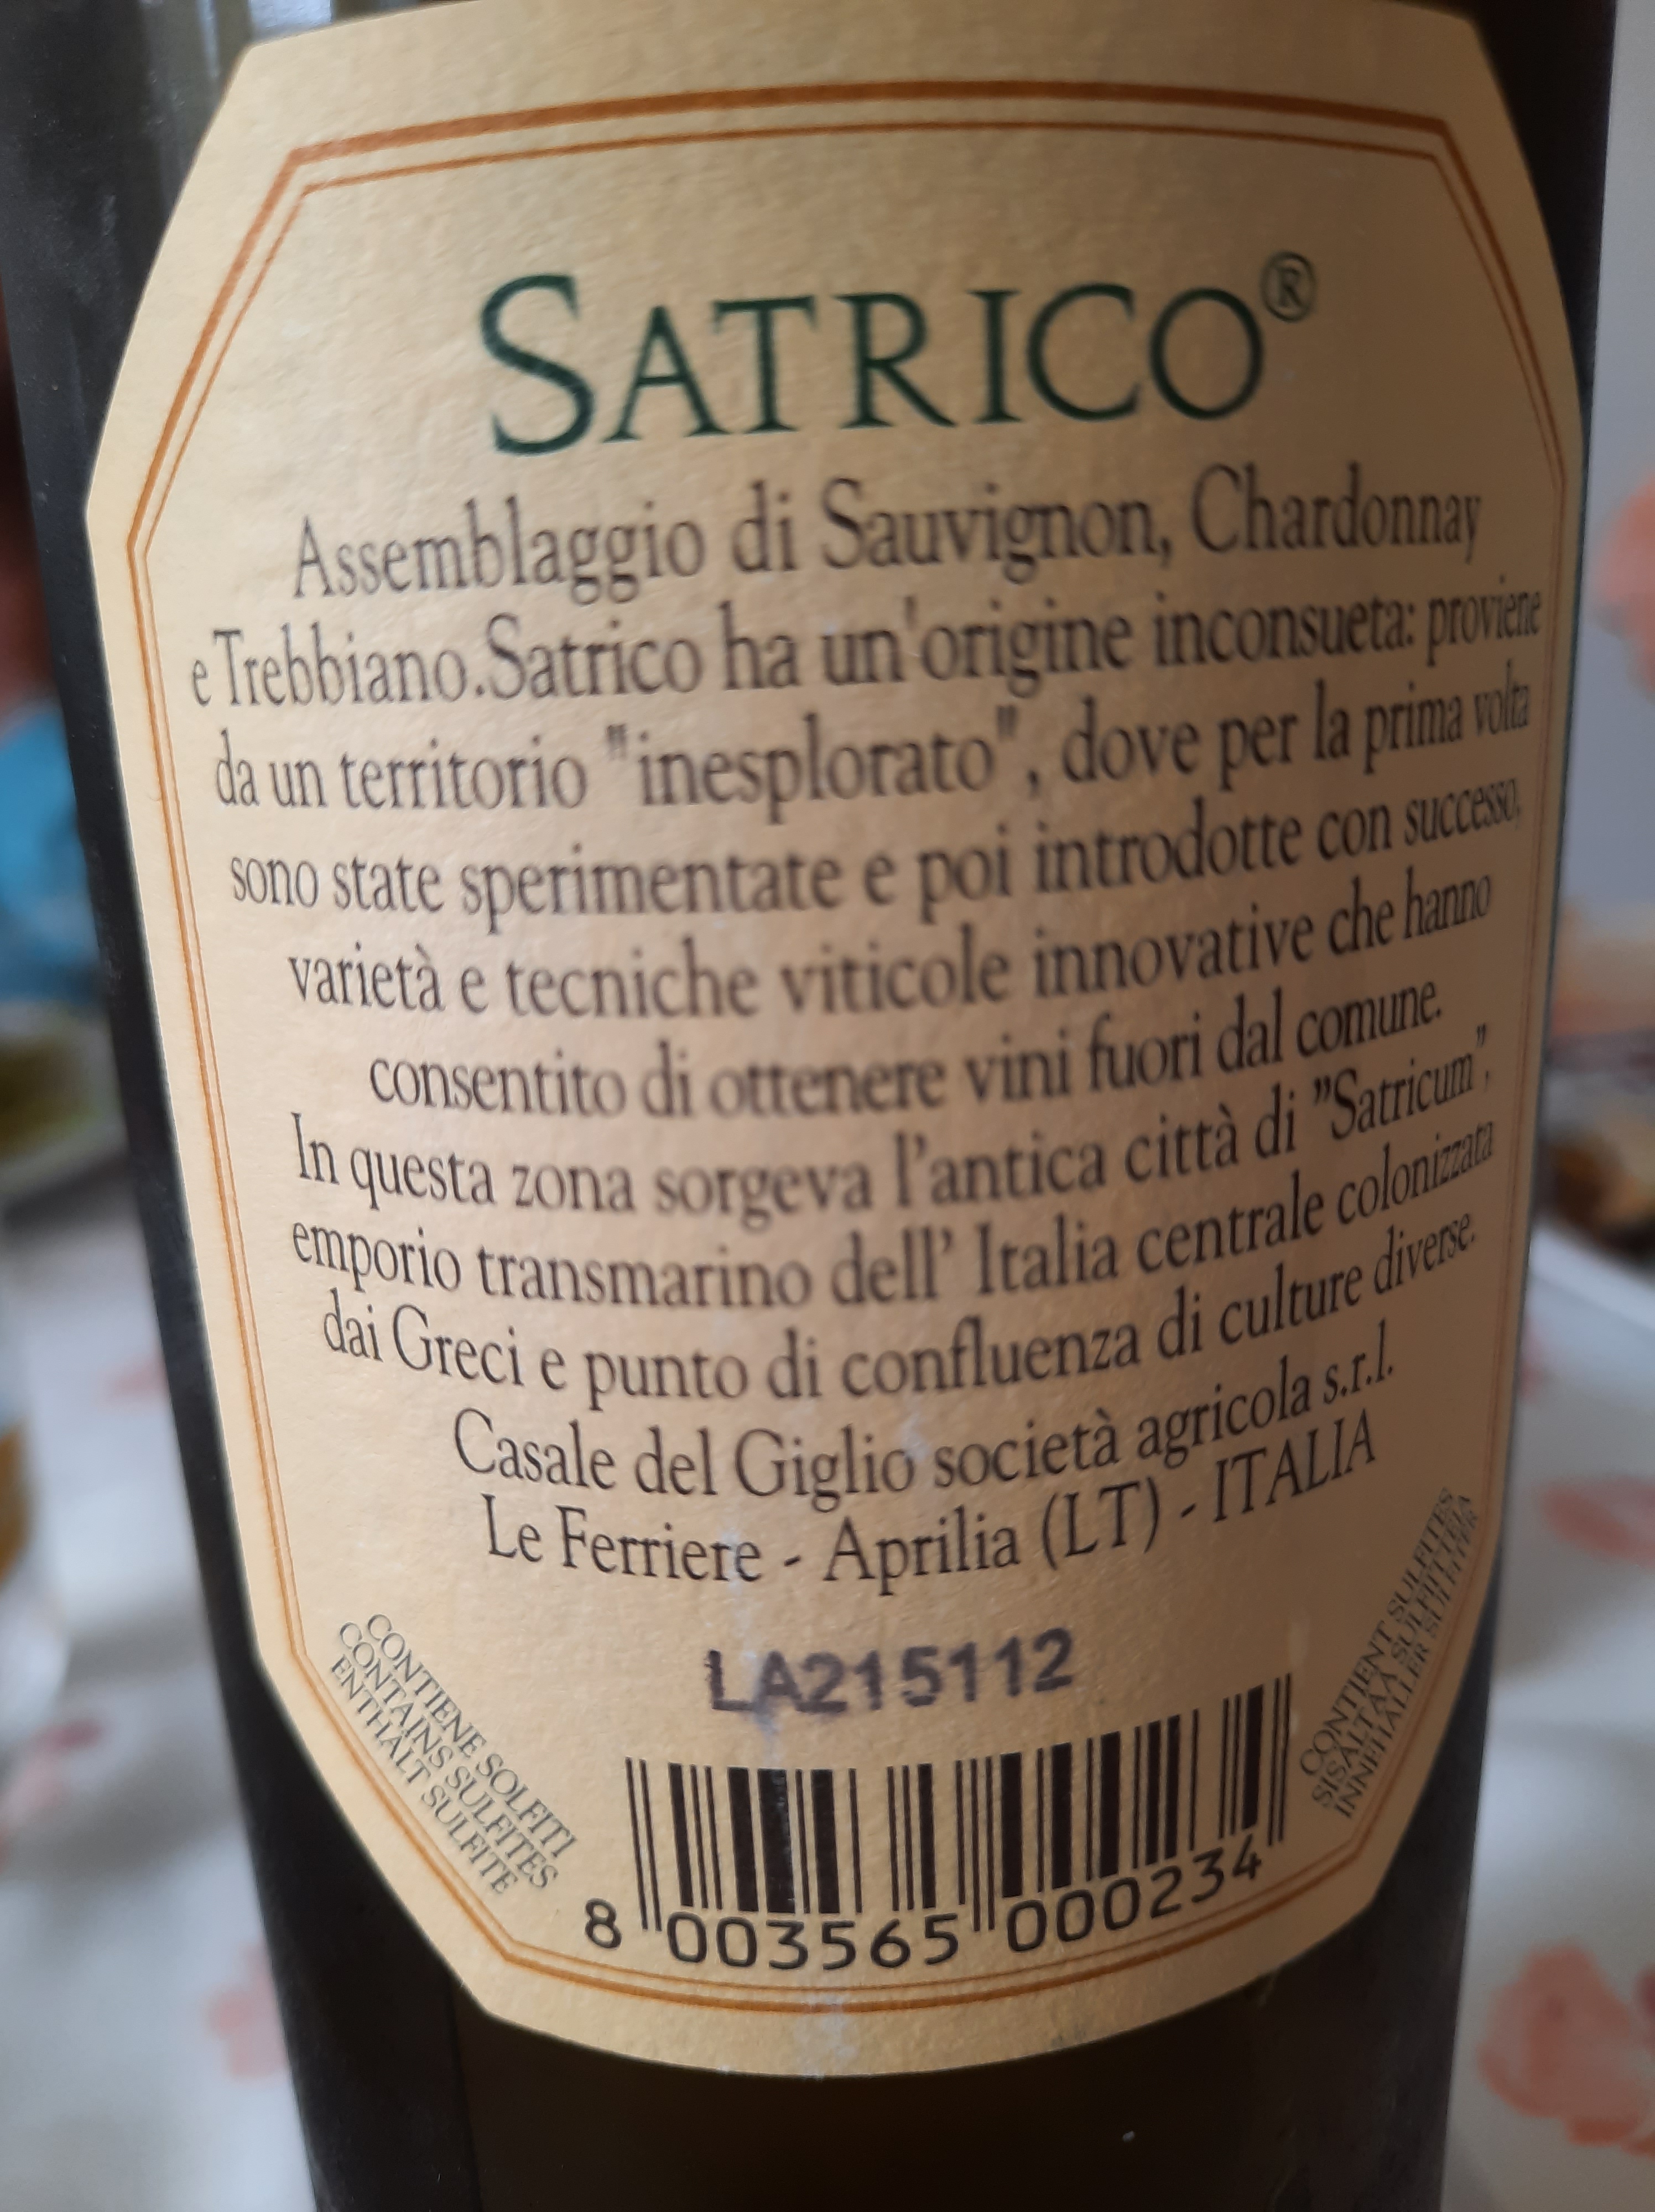 SATRICO®
Assemblaggio di Sauvignon, Chardonnay
e Trebbiano.Satrico ha un'origine inconsueta: proviene
da un territorio "inesplorato", dove per la prima volta
sono state sperimentate e poi introdotte con successo,
varietà e tecniche viticole innovative che hanno
consentito di ottenere vini fuori dal comune.
In questa zona sorgeva l'antica città di "Satricum",
emporio transmarino dell' Italia centrale colonizzata
dai Greci e punto di confluenza di culture diverse.
Casale del Giglio società agricola s.r.l.
Le Ferriere - Aprilia (LT) - ITALIA
CONTIENE SOLFITI
CONTAINS SULFITES
ENTHÄLT SULFITE
LA215112
CONTIENT SULFITES
SISALTAA SULFIITTEJA
INNEHÅLLER SULFITER
8 003565 000234